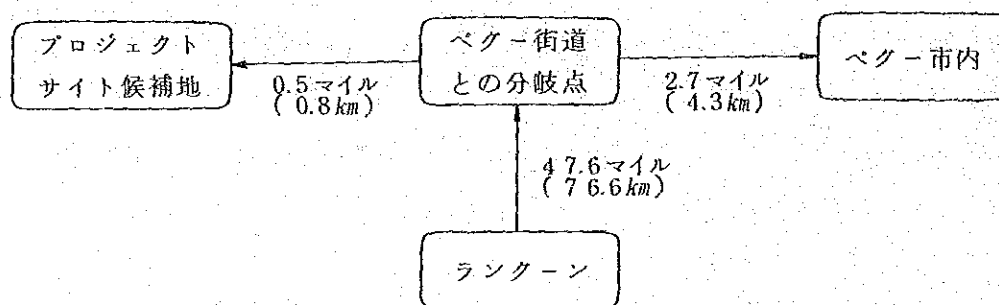 プロジェクト
サイト候補地
0.5マイル
(0.8km)
ペグー街道
との分岐点
2.7マイル
(4.3km)
ペグー市内
47.6マイル
(76.6km)
ラングーン